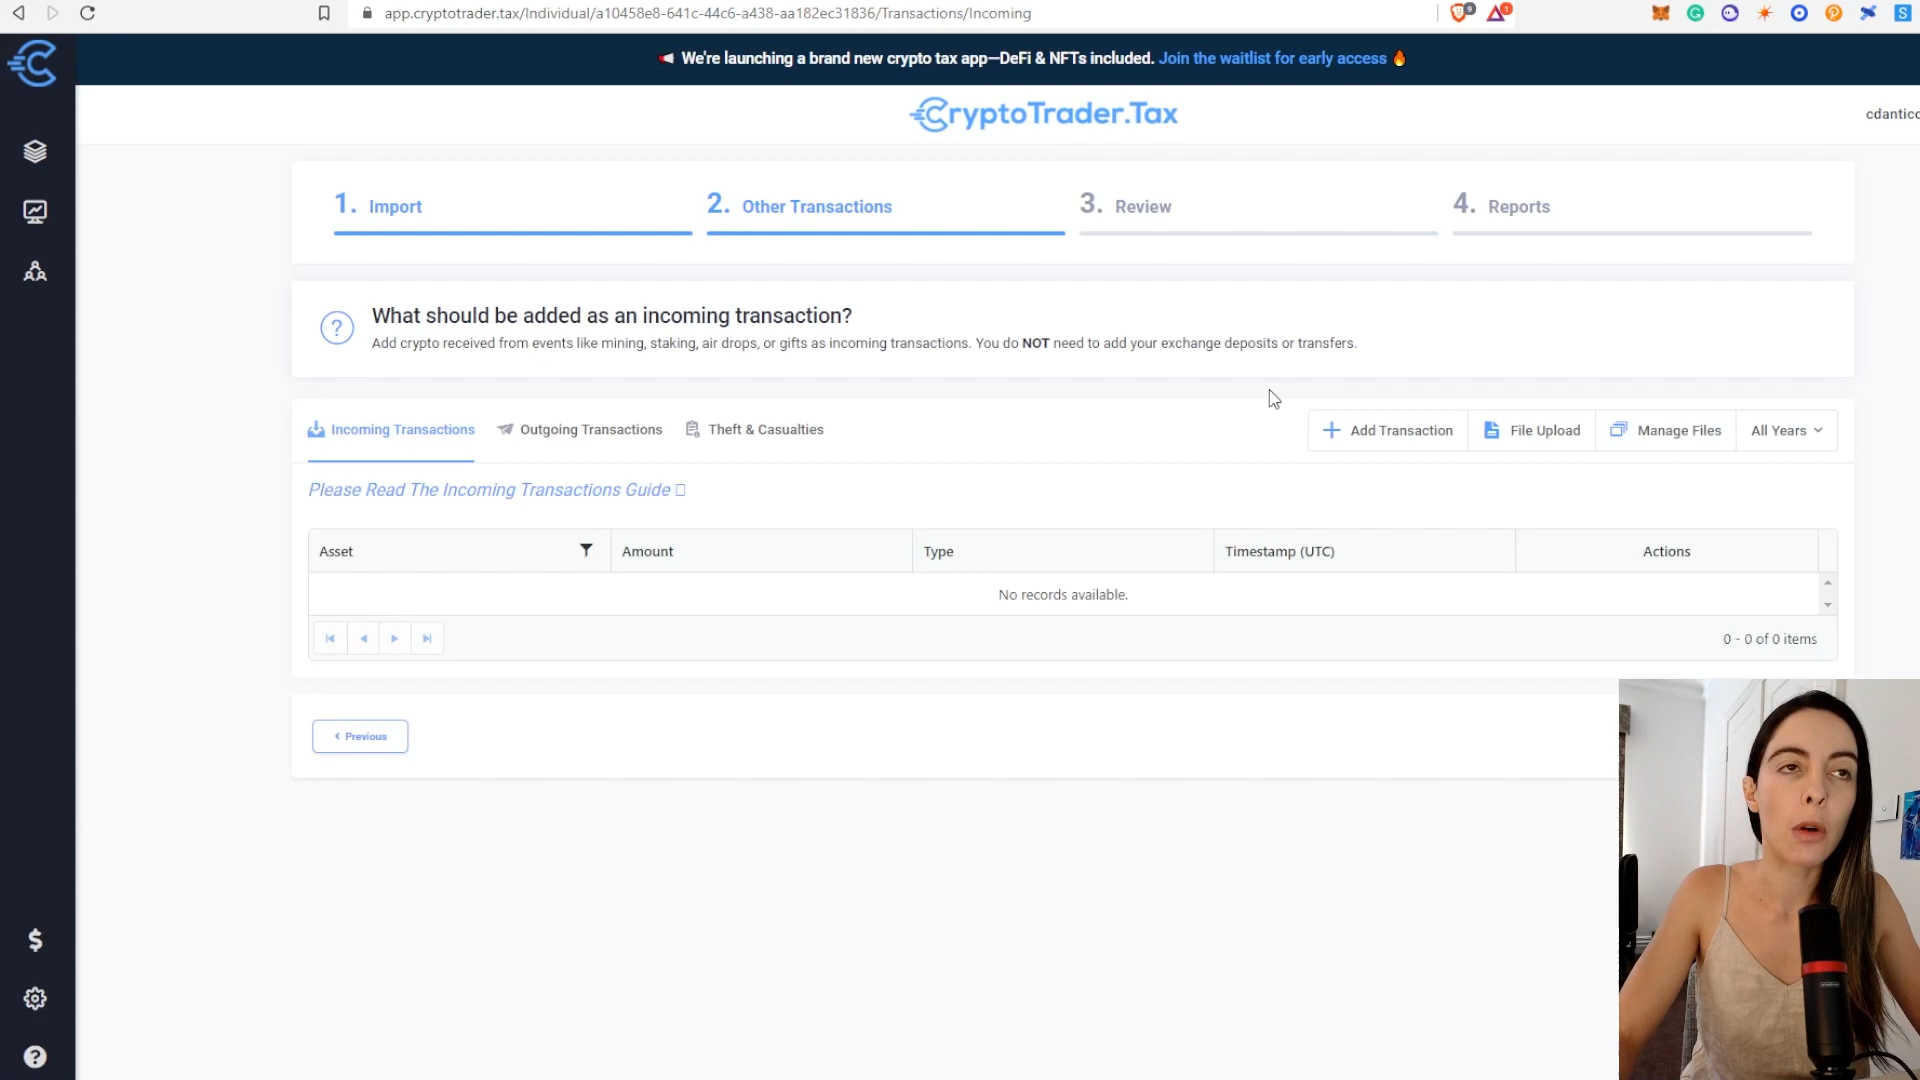 app.cryptotrader.tax/Individual/a10458e8-641c-44c6-a438-aa182ec31836/Transactions/Incoming
9
1
We're launching a brand new crypto tax app—DeFi & NFTs included. Join the waitlist for early access
CryptoTrader.Tax
cdantico
1. Import
2. Other Transactions
3. Review
4. Reports
What should be added as an incoming transaction?
Add crypto received from events like mining, staking, air drops, or gifts as incoming transactions. You do NOT need to add your exchange deposits or transfers.
Incoming Transactions
Outgoing Transactions
Theft & Casualties
Add Transaction
File Upload
Manage Files
All Years
Please Read The Incoming Transactions Guide
Asset
Amount
Type
Timestamp (UTC)
Actions
No records available.
0 - 0 of 0 items
Previous